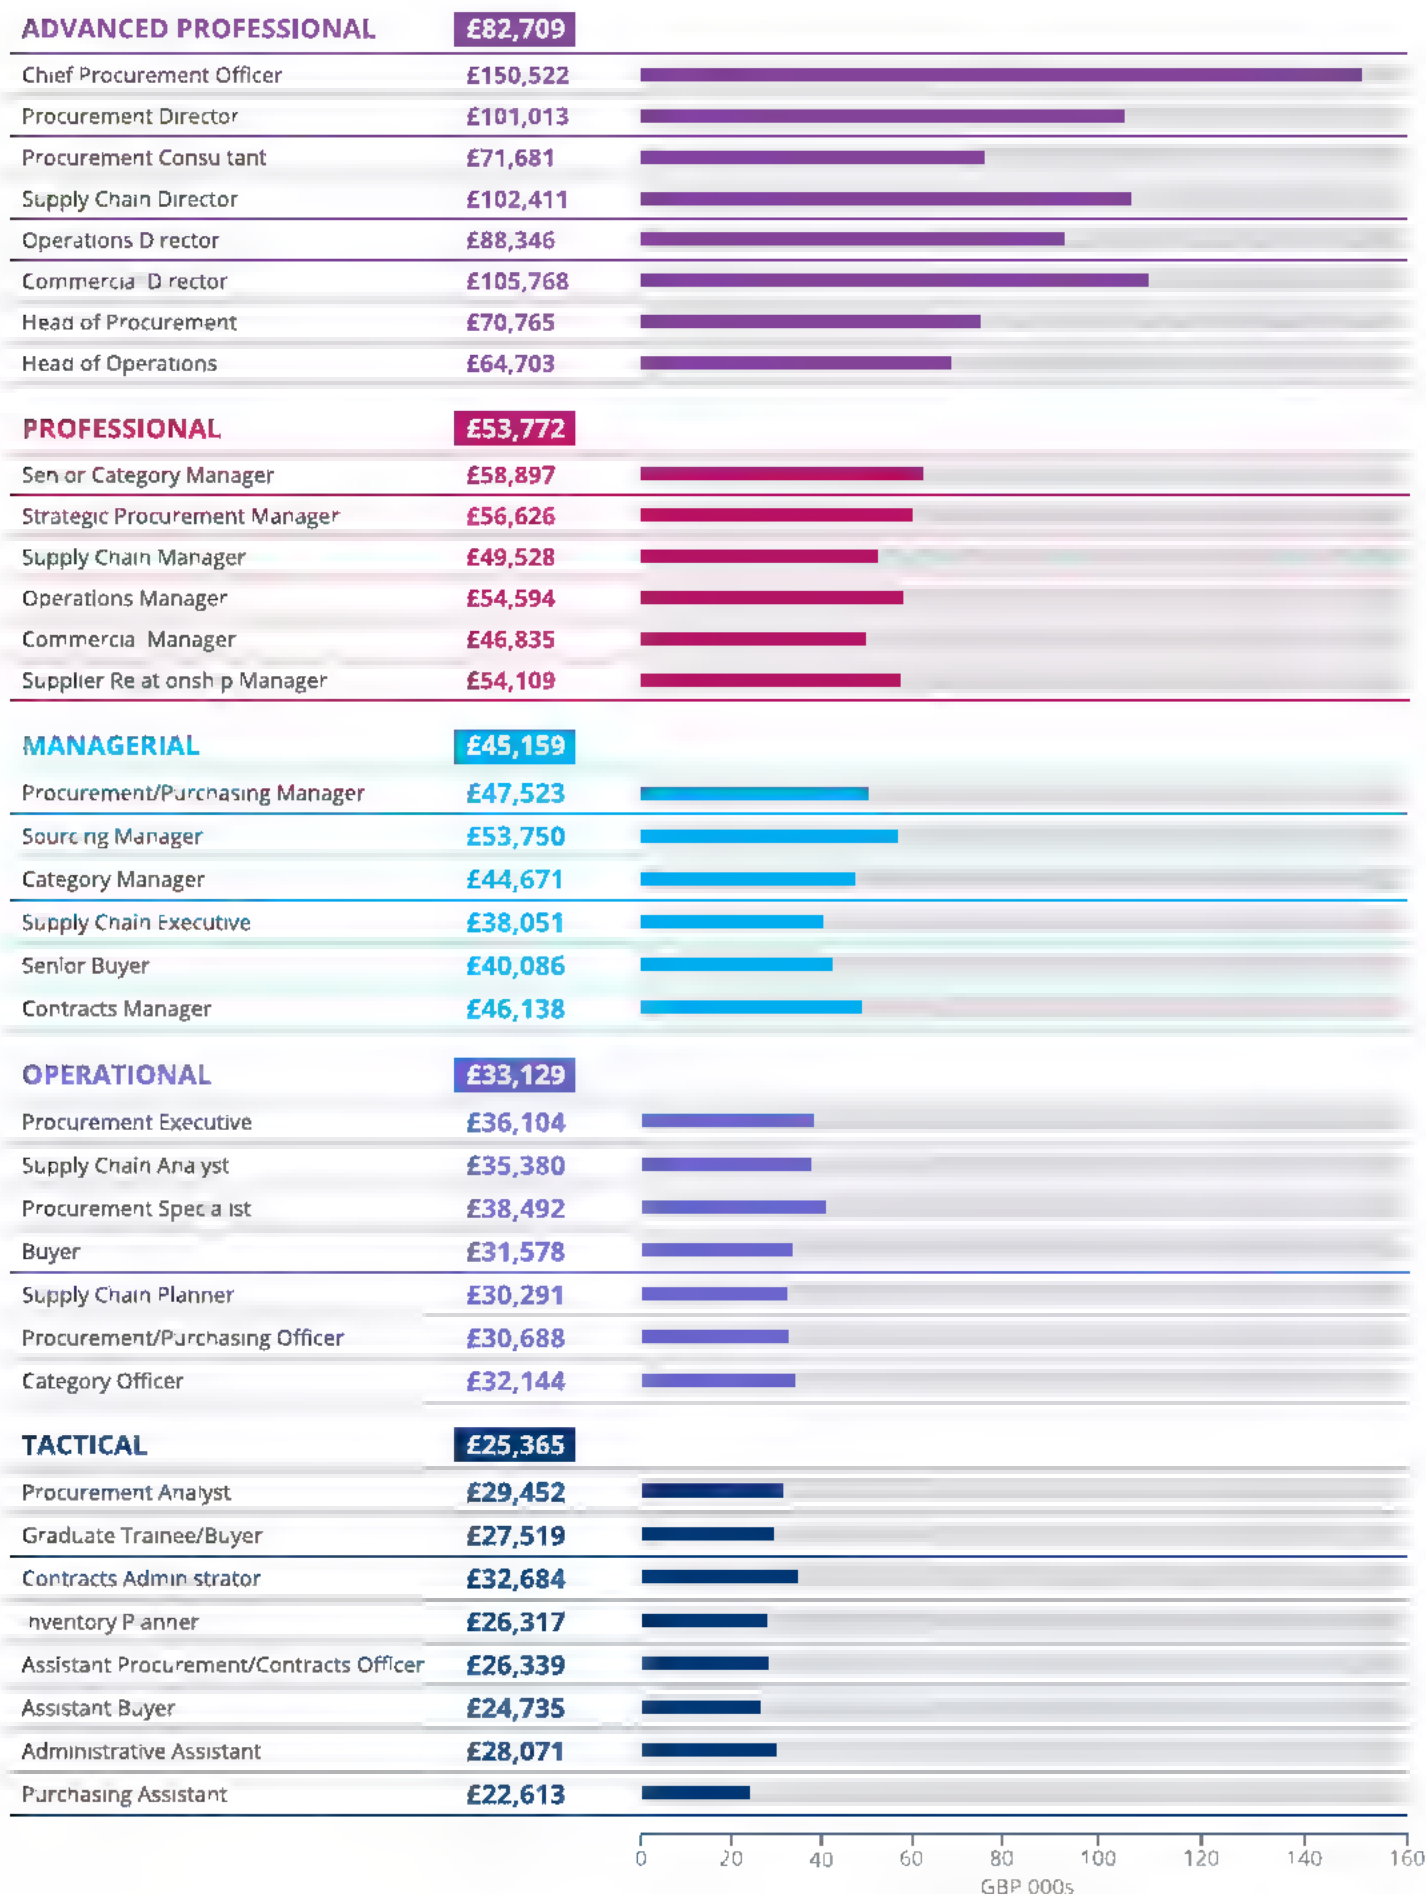 ADVANCED PROFESSIONAL £82,709
Chief Procurement Officer £150,522
Procurement Director £101,013
Procurement Consultant £71,681
Supply Chain Director £102,411
Operations Director £88,346
Commercial Director £105,768
Head of Procurement £70,765
Head of Operations £64,703
PROFESSIONAL £53,772
Senior Category Manager £58,897
Strategic Procurement Manager £56,626
Supply Chain Manager £49,528
Operations Manager £54,594
Commercial Manager £46,835
Supplier Relationship Manager £54,109
MANAGERIAL £45,159
Procurement/Purchasing Manager £47,523
Sourcing Manager £53,750
Category Manager £44,671
Supply Chain Executive £38,051
Senior Buyer £40,086
Contracts Manager £46,138
OPERATIONAL £33,129
Procurement Executive £36,104
Supply Chain Analyst £35,380
Procurement Specialist £38,492
Buyer £31,578
Supply Chain Planner £30,291
Procurement/Purchasing Officer £30,688
Category Officer £32,144
TACTICAL £25,365
Procurement Analyst £29,452
Graduate Trainee/Buyer £27,519
Contracts Administrator £32,684
Inventory Planner £26,317
Assistant Procurement/Contracts Officer £26,339
Assistant Buyer £24,735
Administrative Assistant £28,071
Purchasing Assistant £22,613
0 20 40 60 80 100 120 140 160
GBP 000s